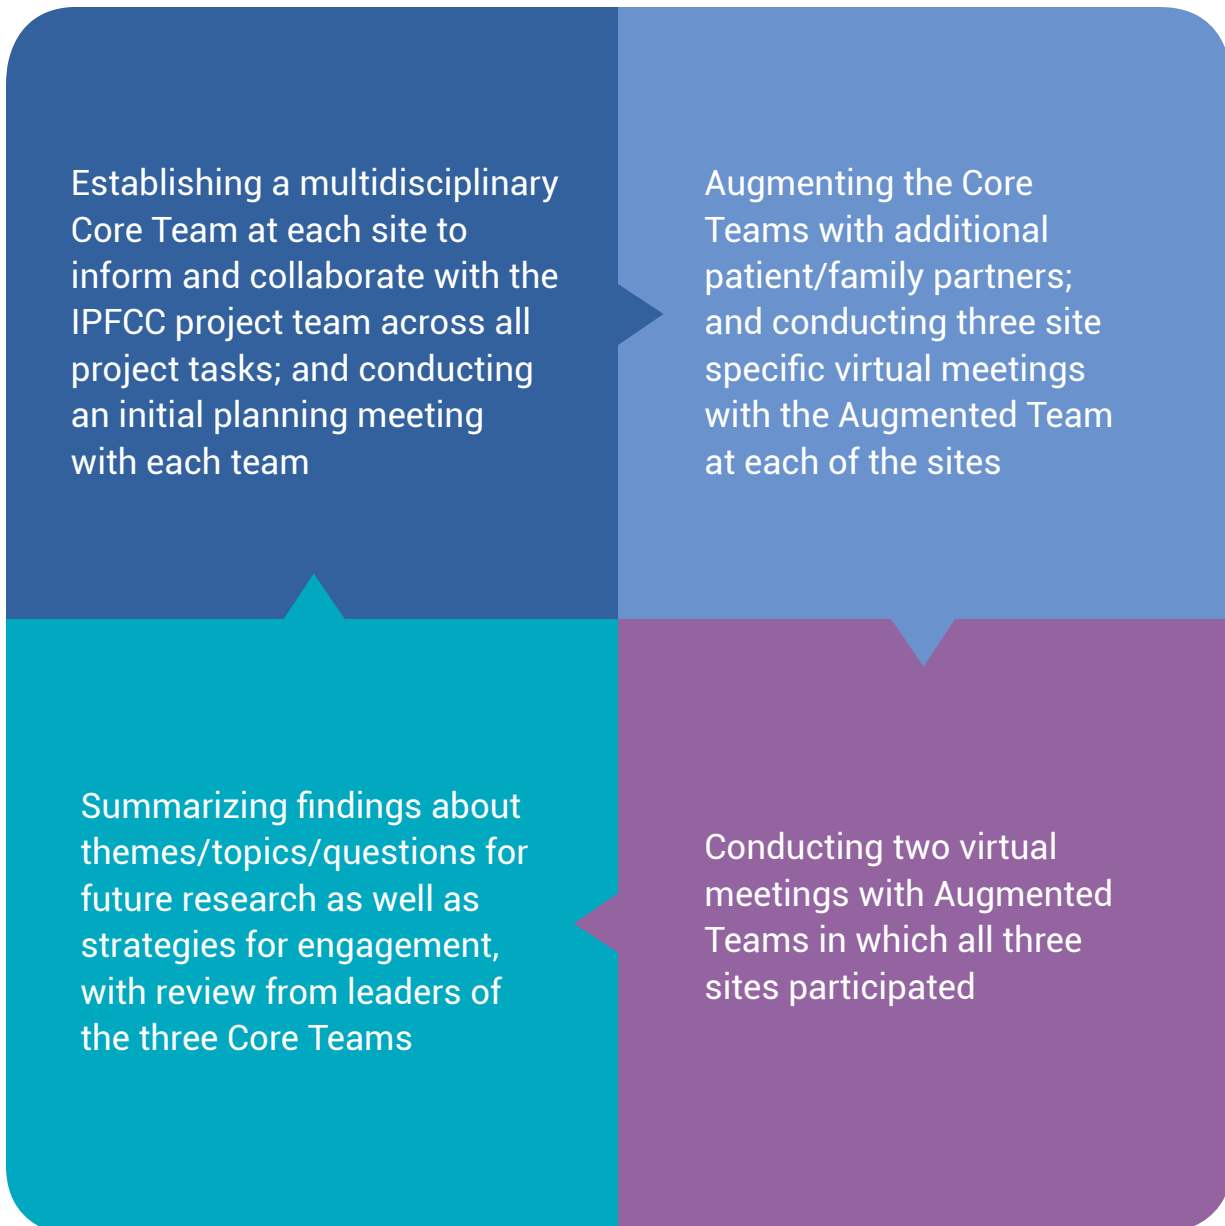 Establishing a multidisciplinary
Core Team at each site to
inform and collaborate with the
IPFCC project team across all
project tasks; and conducting
an initial planning meeting
with each team
Augmenting the Core
Teams with additional
patient/family partners;
and conducting three site
specific virtual meetings
with the Augmented Team
at each of the sites
Conducting two virtual
meetings with Augmented
Teams in which all three
sites participated
Summarizing findings about
themes/topics/questions for
future research as well as
strategies for engagement,
with review from leaders of
the three Core Teams